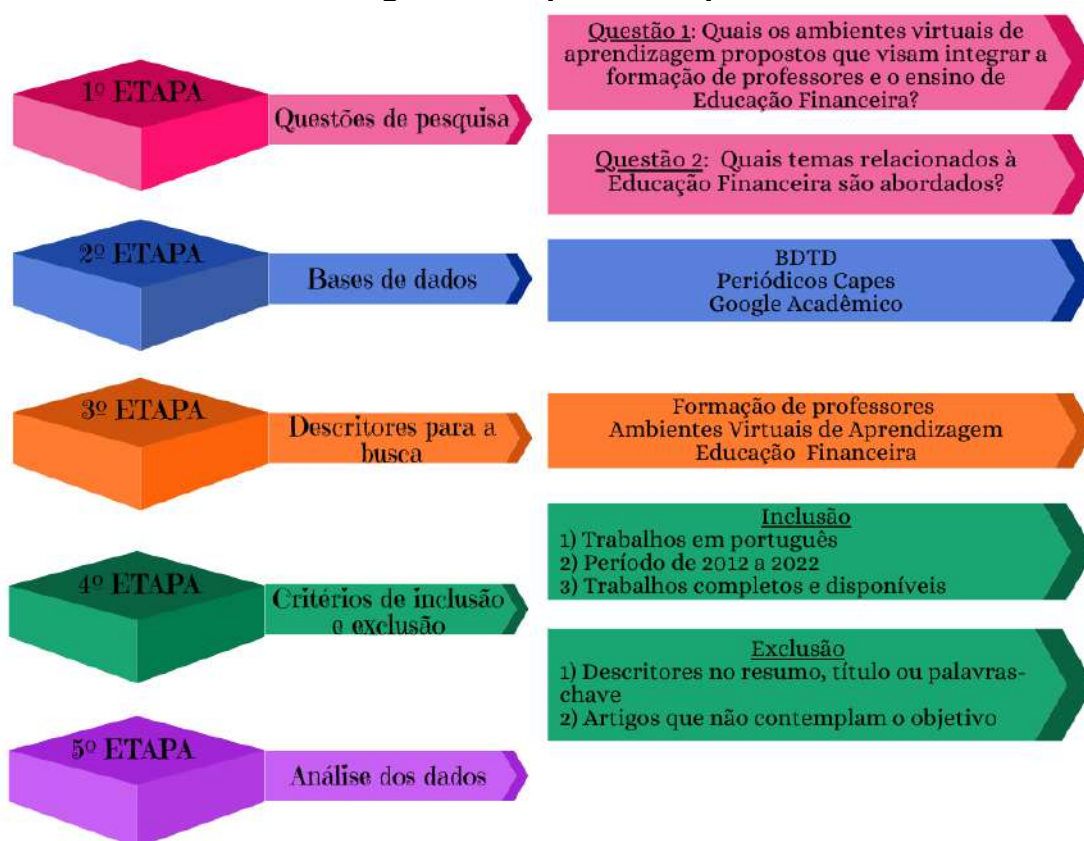 1º ETAPA
Questões de pesquisa
Questão 1: Quais os ambientes virtuais de
aprendizagem propostos que visam integrar a
formação de professores e o ensino de
Educação Financeira?
Questão 2: Quais temas relacionados à
Educação Financeira são abordados?
2º ETAPA
Bases de dados
BDTD
Periódicos Capes
Google Acadêmico
3º ETAPA
Descritores para a
busca
Formação de professores
Ambientes Virtuais de Aprendizagem
Educação Financeira
4º ETAPA
Critérios de inclusão
e exclusão
Inclusão
1) Trabalhos em português
2) Período de 2012 a 2022
3) Trabalhos completos e disponíveis
Exclusão
1) Descritores no resumo, título ou palavras-
chave
2) Artigos que não contemplam o objetivo
5º ETAPA
Análise dos dados